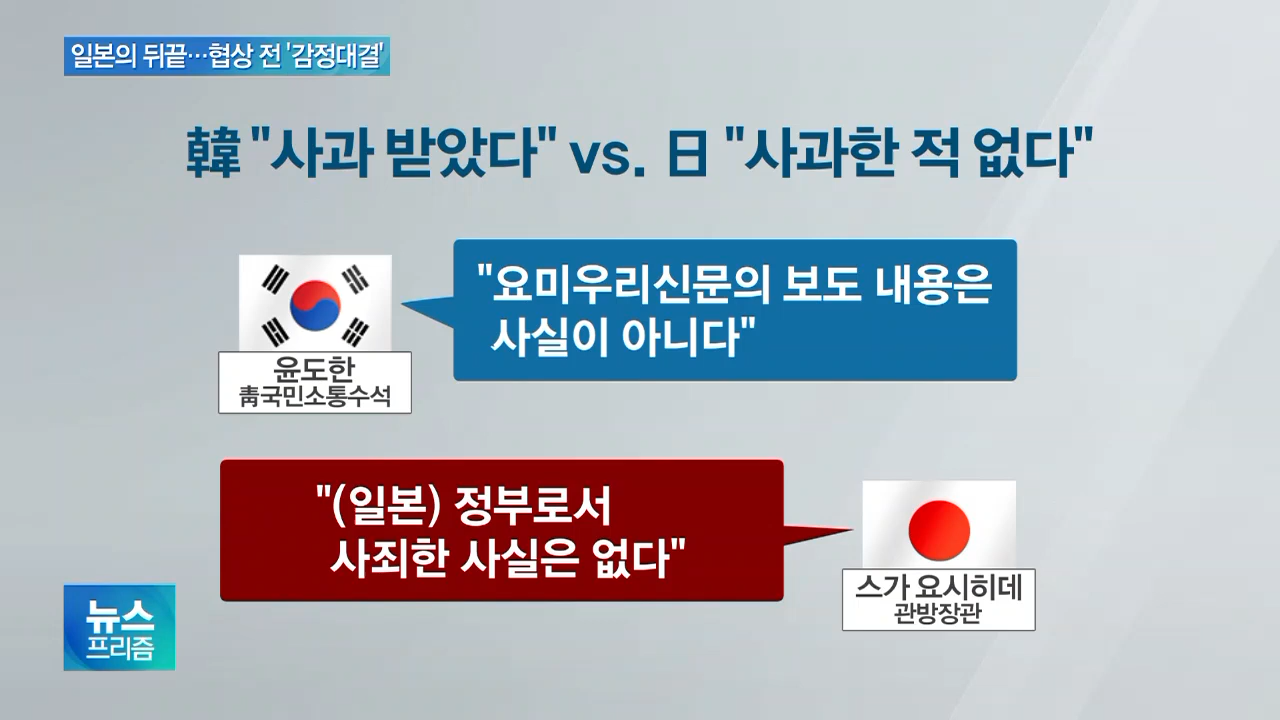 일본의 뒤끝…협상 전 '감정대결'
韓 "사과 받았다" vs. 日 "사과한 적 없다"
"요미우리신문의 보도 내용은
사실이 아니다"
윤도한
靑국민소통수석
"(일본) 정부로서
사죄한 사실은 없다"
스가 요시히데
관방장관
뉴스
프리즘